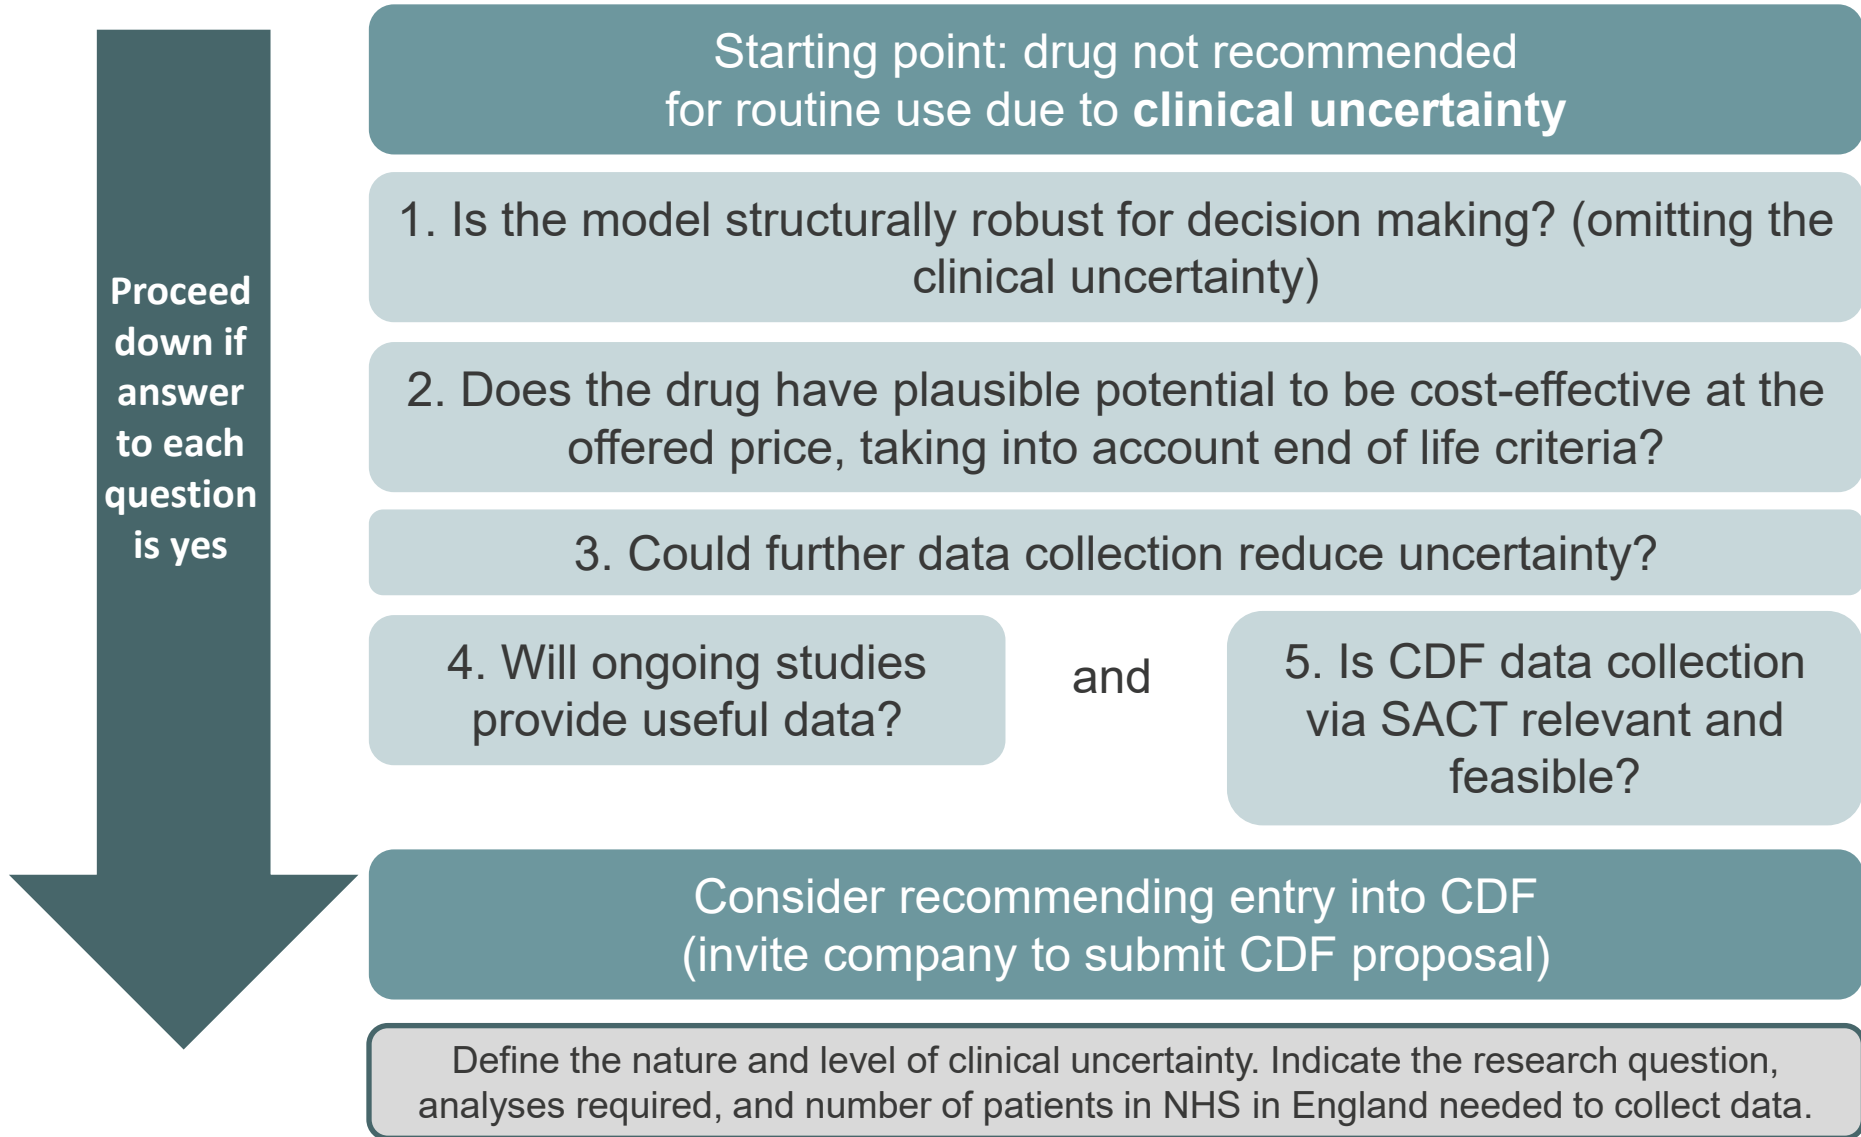 Proceed
down if
answer
to each
question
is yes
Starting point: drug not recommended
for routine use due to clinical uncertainty
1. Is the model structurally robust for decision making? (omitting the
clinical uncertainty)
2. Does the drug have plausible potential to be cost-effective at the
offered price, taking into account end of life criteria?
3. Could further data collection reduce uncertainty?
4. Will ongoing studies
provide useful data?
and
5. Is CDF data collection
via SACT relevant and
feasible?
Consider recommending entry into CDF
(invite company to submit CDF proposal)
Define the nature and level of clinical uncertainty. Indicate the research question,
analyses required, and number of patients in NHS in England needed to collect data.